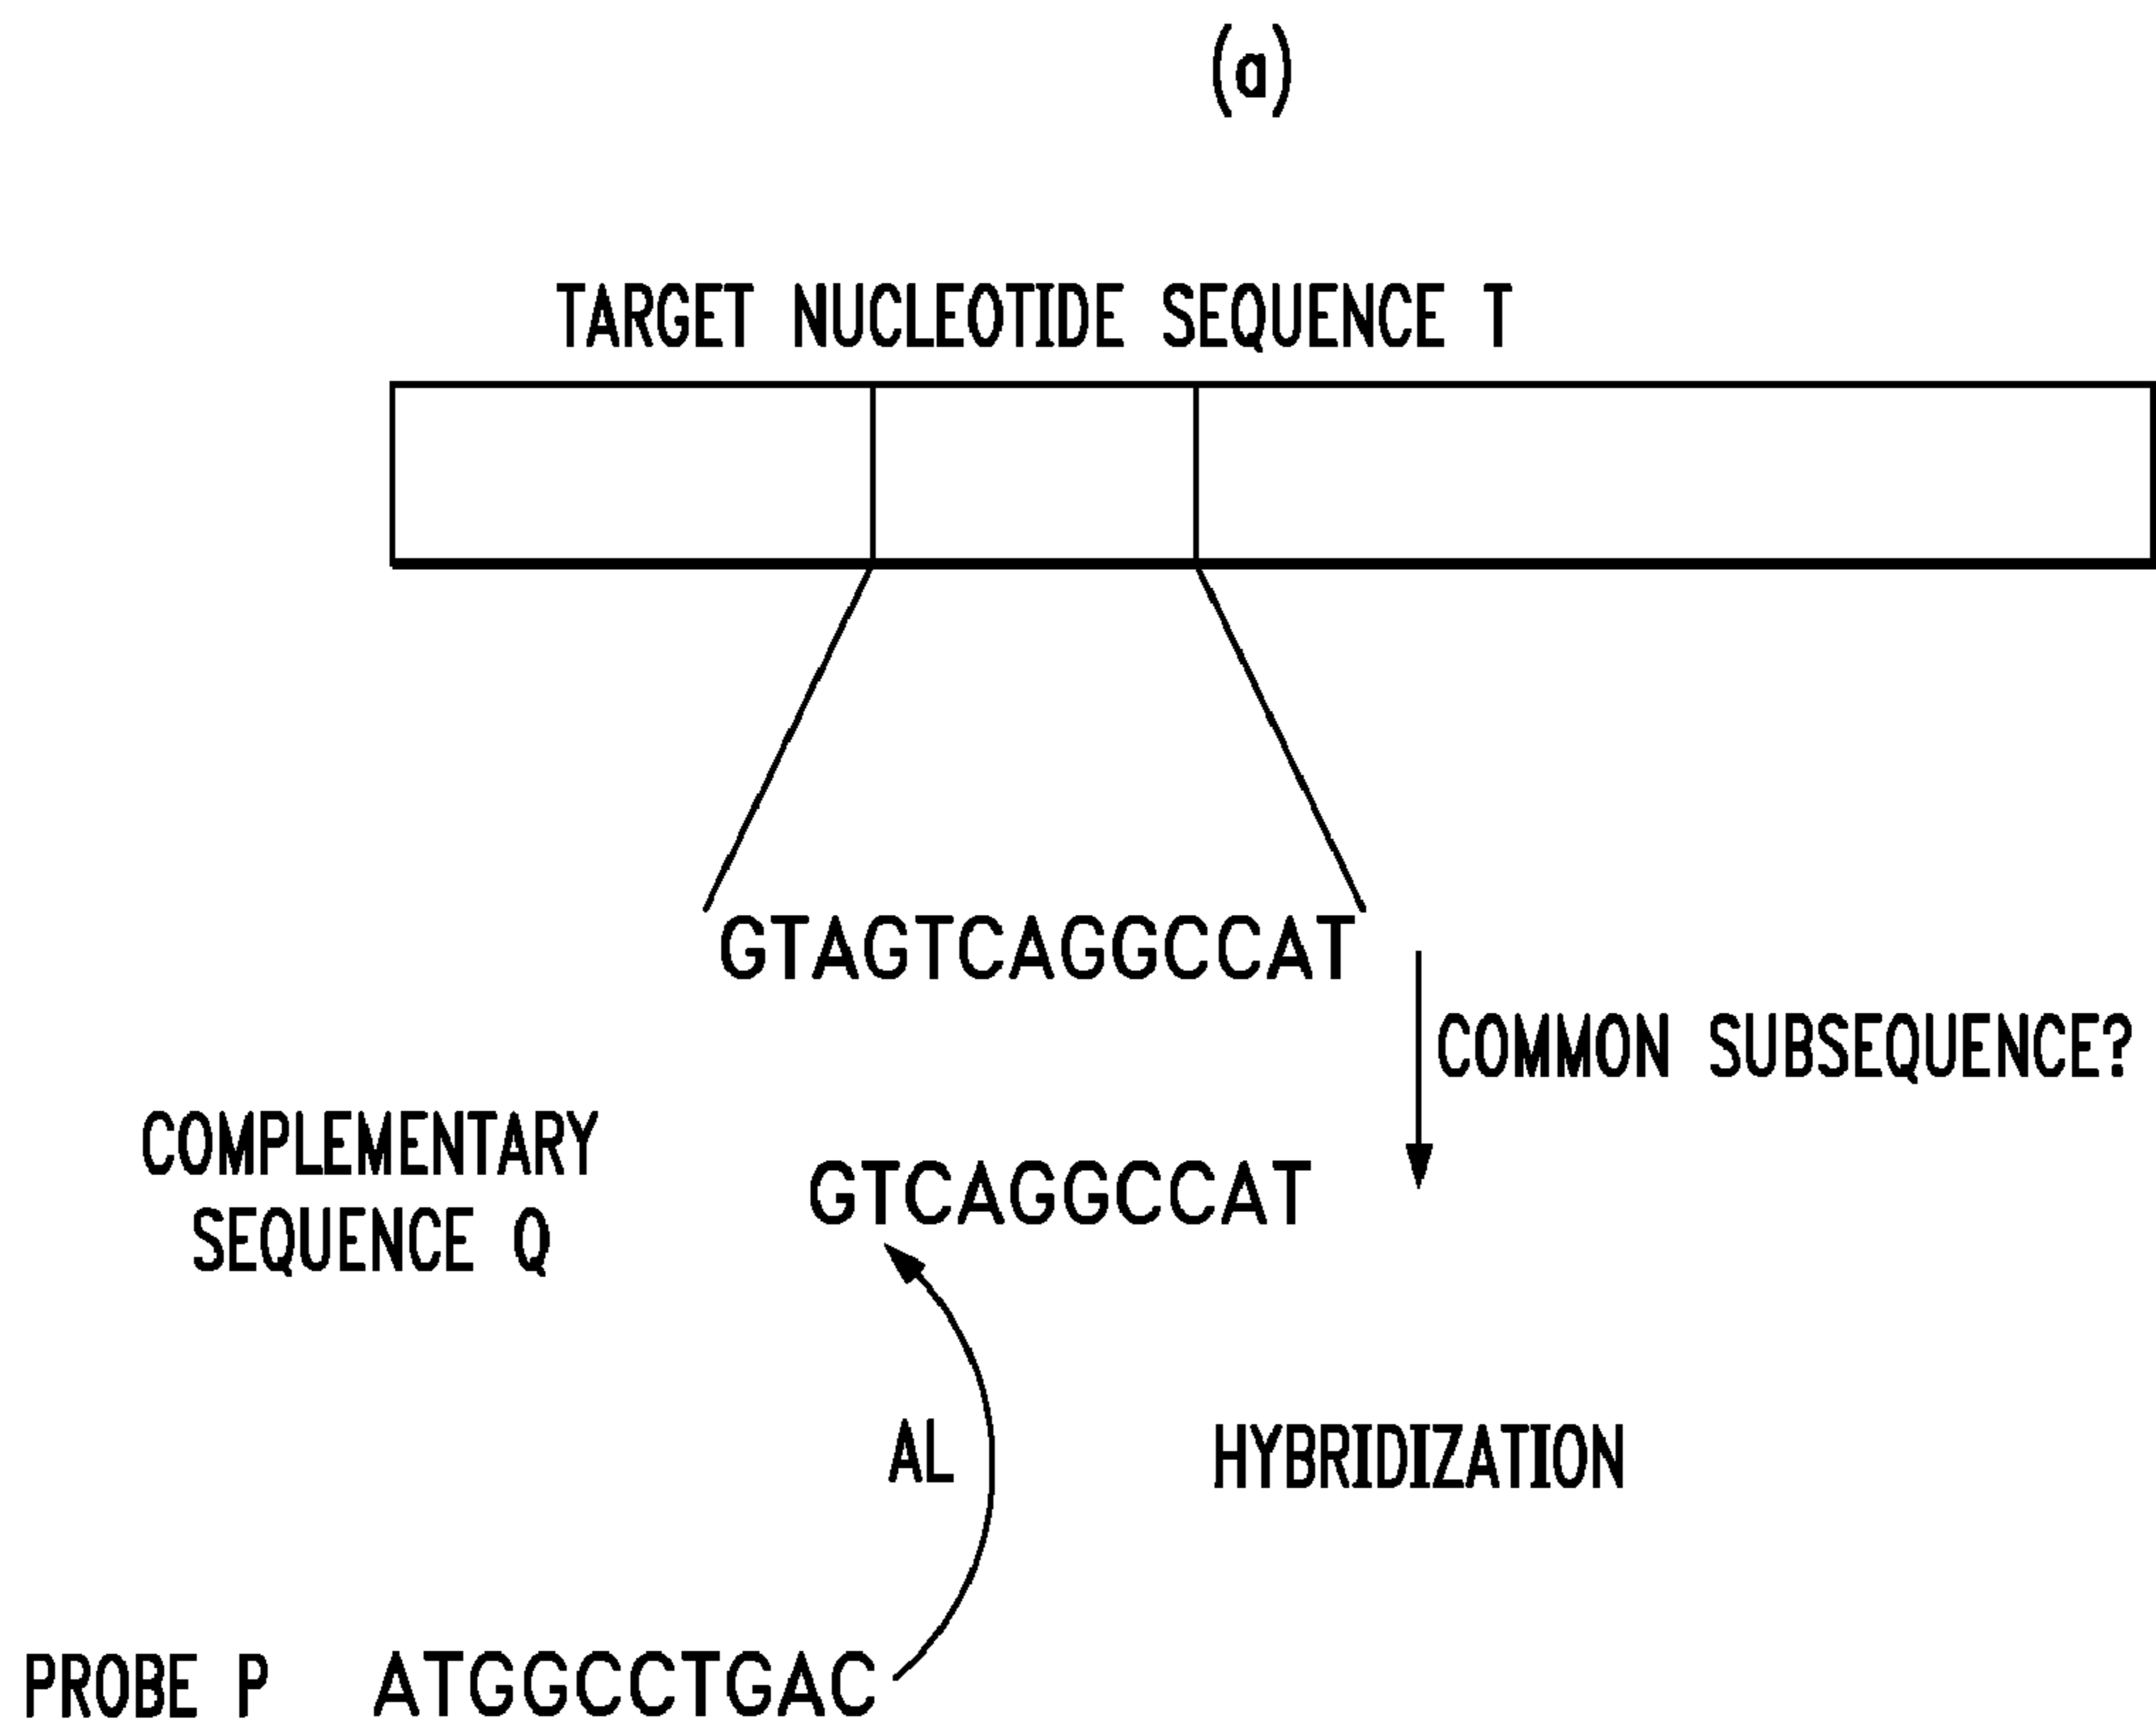 (a)
TARGET NUCLEOTIDE SEQUENCE T
GTAGTCAGGCCAT
COMMON SUBSEQUENCE?
COMPLEMENTARY
SEQUENCE Q
GTCAGGCCAT
AL
HYBRIDIZATION
PROBE P ATGGCCTGAC